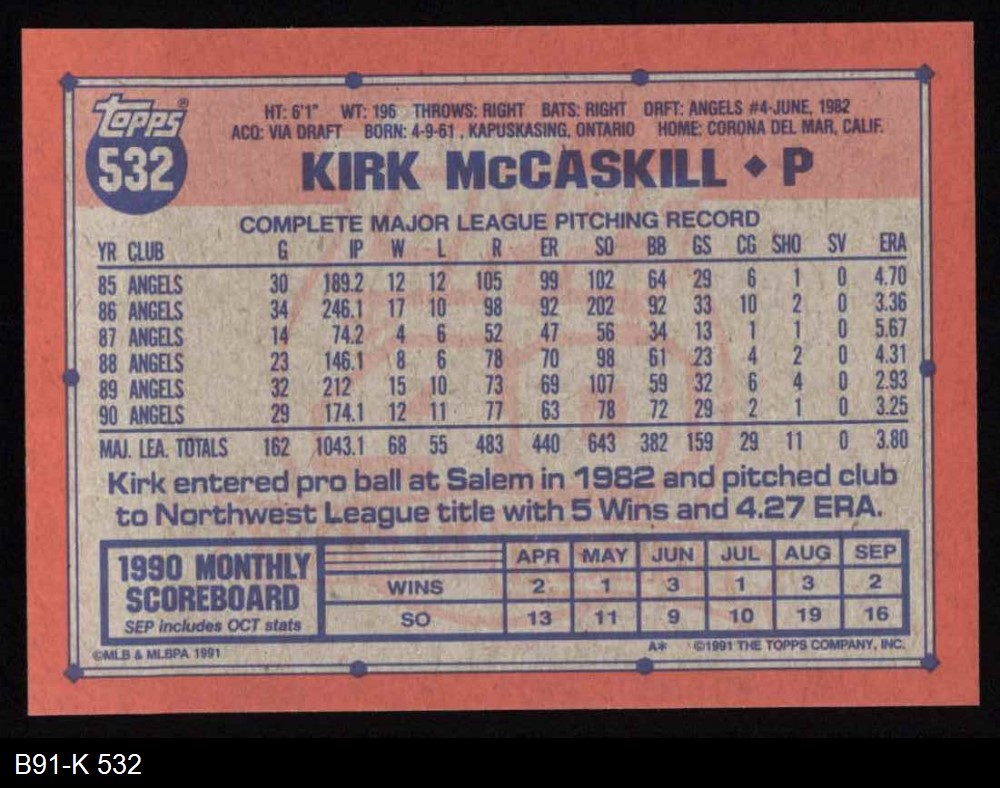 Topps®
532
HT: 6'1" WT: 196 THROWS: RIGHT BATS: RIGHT DRFT: ANGELS #4-JUNE, 1982
ACQ: VIA DRAFT BORN: 4-9-61, KAPUSKASING, ONTARIO HOME: CORONA DEL MAR, CALIF.
KIRK McCASKILL ◆ P
COMPLETE MAJOR LEAGUE PITCHING RECORD
YR CLUB G IP W L R ER SO BB GS CG SHO SV ERA
85 ANGELS 30 189.2 12 12 105 99 102 64 29 6 1 0 4.70
86 ANGELS 34 246.1 17 10 98 92 202 92 33 10 2 0 3.36
87 ANGELS 14 74.2 4 6 52 47 56 34 13 1 1 0 5.67
88 ANGELS 23 146.1 8 6 78 70 98 61 23 4 2 0 4.31
89 ANGELS 32 212 15 10 73 69 107 59 32 6 4 0 2.93
90 ANGELS 29 174.1 12 11 77 63 78 72 29 2 1 0 3.25
MAJ. LEA. TOTALS 162 1043.1 68 55 483 440 643 382 159 29 11 0 3.80
Kirk entered pro ball at Salem in 1982 and pitched club
to Northwest League title with 5 Wins and 4.27 ERA.
1990 MONTHLY
SCOREBOARD
SEP includes OCT stats
APR MAY JUN JUL AUG SEP
WINS 2 1 3 1 3 2
SO 13 11 9 10 19 16
©MLB & MLBPA 1991
A* ©1991 THE TOPPS COMPANY, INC.
B91-K 532